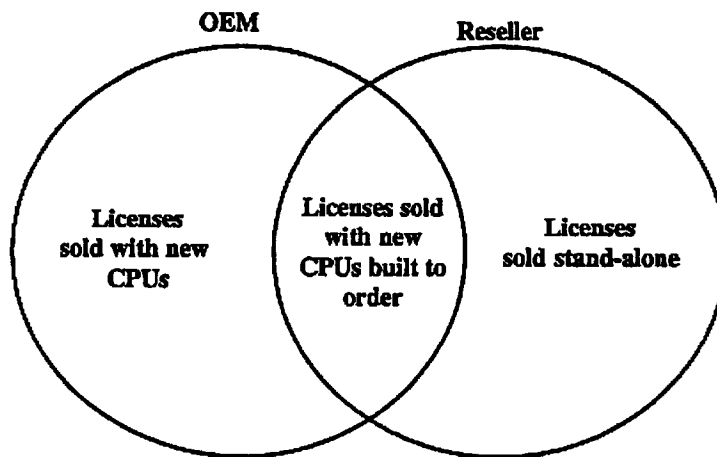 OEM
Reseller
Licenses
sold with new
CPUs
Licenses sold
with new
CPUs built to
order
Licenses
sold stand-alone